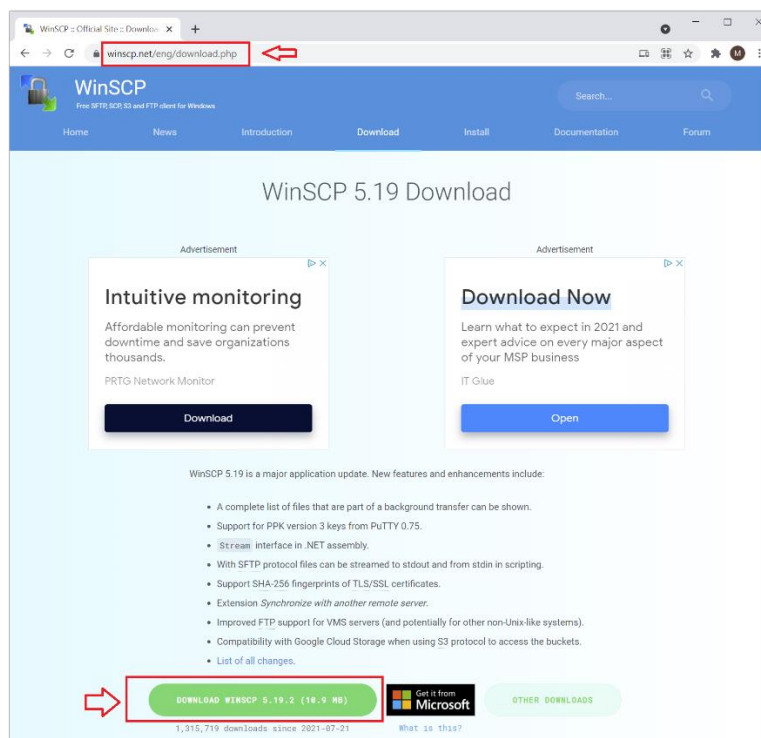 WinSCP :: Official Site :: Downloa
winscp.net/eng/download.php
M
WinSCP
Free SFTP, SCP, S3 and FTP client for Windows
Search...
Home News Introduction Download Install Documentation Forum
WinSCP 5.19 Download
Advertisement
Intuitive monitoring
Affordable monitoring can prevent
downtime and save organizations
thousands.
PRTG Network Monitor
Download
Advertisement
Download Now
Learn what to expect in 2021 and
expert advice on every major aspect
of your MSP business
IT Glue
Open
WinSCP 5.19 is a major application update. New features and enhancements include:
• A complete list of files that are part of a background transfer can be shown.
• Support for PPK version 3 keys from PuTTY 0.75.
• Stream interface in .NET assembly.
• With SFTP protocol files can be streamed to stdout and from stdin in scripting.
• Support SHA-256 fingerprints of TLS/SSL certificates.
• Extension Synchronize with another remote server.
• Improved FTP support for VMS servers (and potentially for other non-Unix-like systems).
• Compatibility with Google Cloud Storage when using S3 protocol to access the buckets.
• List of all changes.
DOWNLOAD WINSCP 5.19.2 (10.9 MB)
Get it from
Microsoft
OTHER DOWNLOADS
1,315,719 downloads since 2021-07-21
What is this?